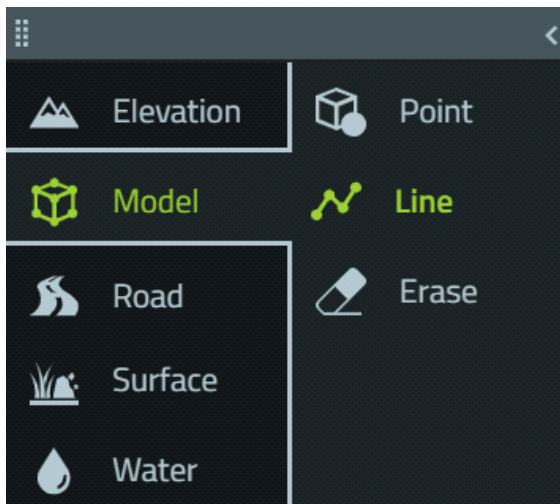 Elevation
Model
Road
Surface
Water
Point
Line
Erase